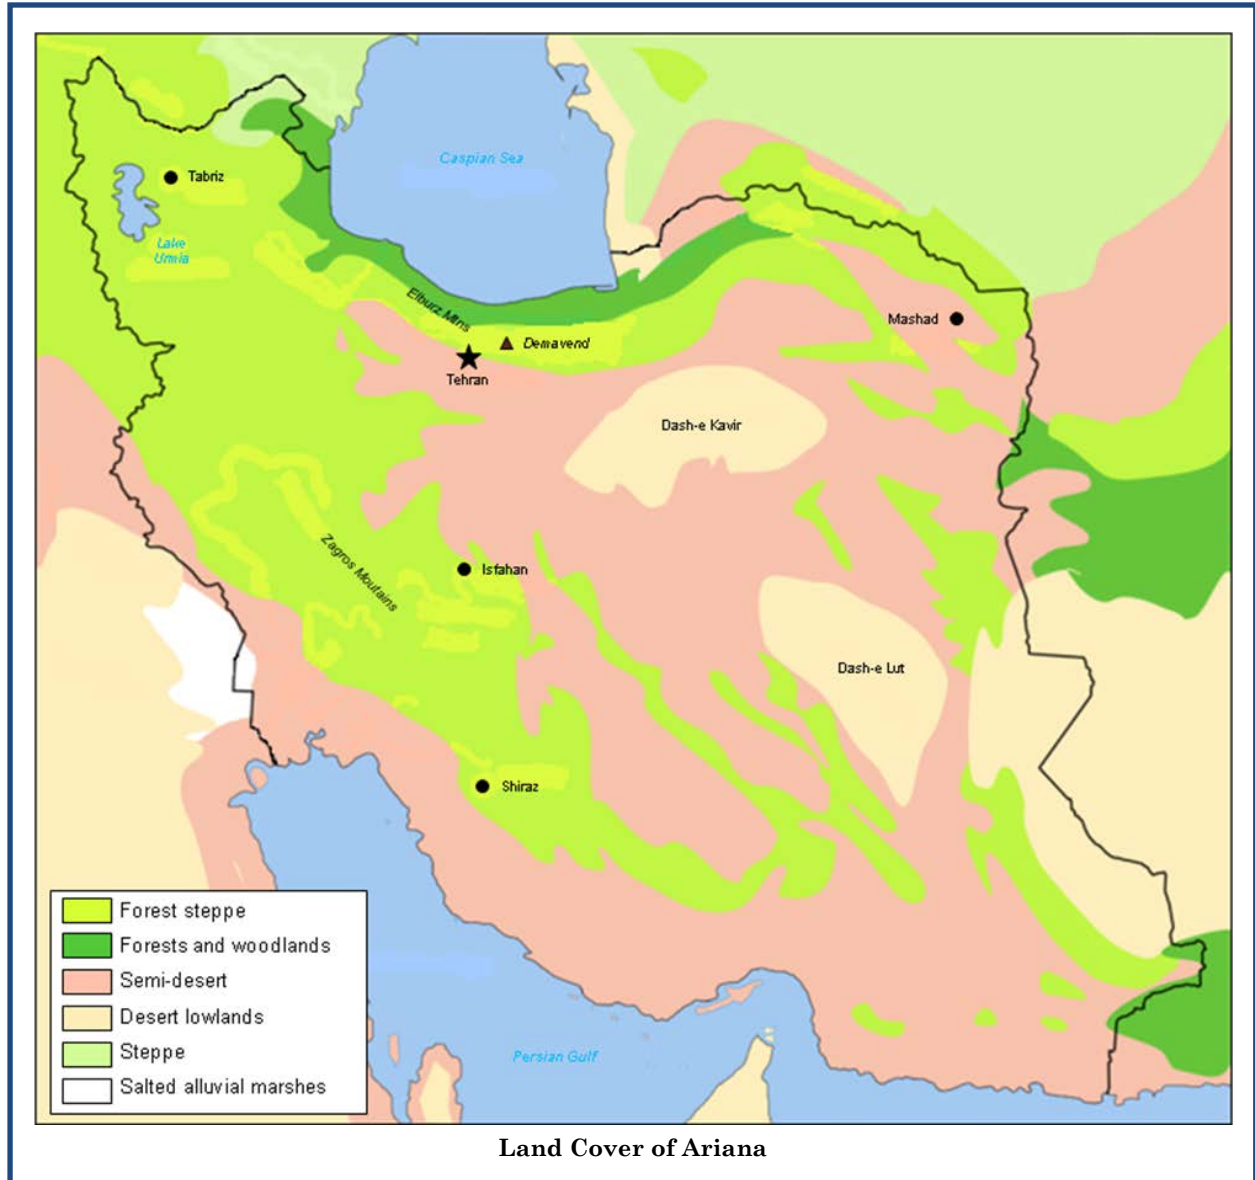 Caspian Sea
Tabriz
Lake
Urmia
Elburz Mtns
Mashad
Demavend
Tehran
Dash-e Kavir
Zagros Moutains
Isfahan
Dash-e Lut
Shiraz
Forest steppe
Forests and woodlands
Semi-desert
Desert lowlands
Steppe
Salted alluvial marshes
Persian Gulf
Land Cover of Ariana